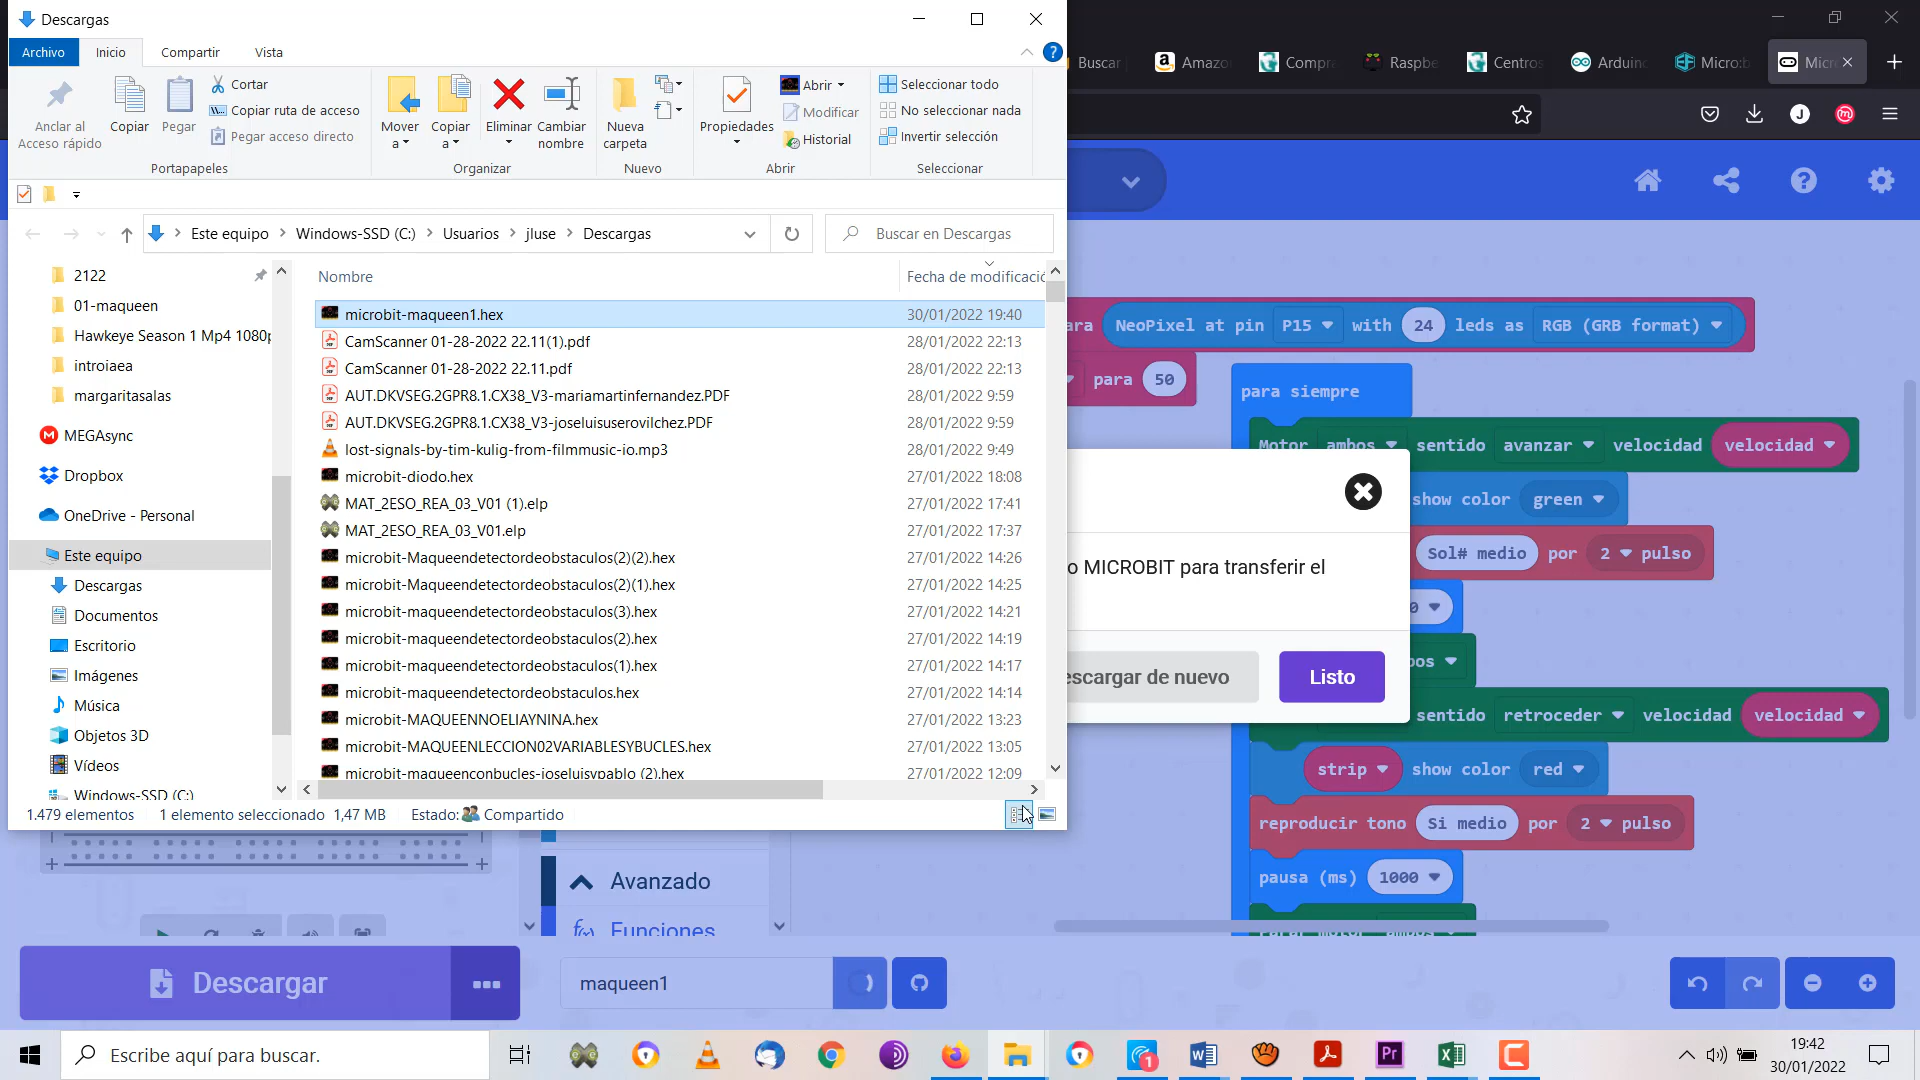 Descargas
Archivo Inicio Compartir Vista
Anclar al Acceso rápido
Copiar
Pegar
Cortar
Copiar ruta de acceso
Pegar acceso directo
Portapapeles
Mover a
Copiar a
Eliminar
Cambiar nombre
Organizar
Nueva carpeta
Nuevo
Propiedades
Abrir
Modificar
Historial
Abrir
Seleccionar todo
No seleccionar nada
Invertir selección
Seleccionar
Este equipo > Windows-SSD (C:) > Usuarios > jluse > Descargas
Buscar en Descargas
2122
01-maqueen
Hawkeye Season 1 Mp4 1080p
introiaea
margaritasalas
MEGAsync
Dropbox
OneDrive - Personal
Este equipo
Descargas
Documentos
Escritorio
Imágenes
Música
Objetos 3D
Vídeos
Windows-SSD (C:)
Nombre Fecha de modificació
microbit-maqueen1.hex 30/01/2022 19:40
CamScanner 01-28-2022 22.11(1).pdf 28/01/2022 22:13
CamScanner 01-28-2022 22.11.pdf 28/01/2022 22:13
AUT.DKVSEG.2GPR8.1.CX38_V3-mariamartinfernandez.PDF 28/01/2022 9:59
AUT.DKVSEG.2GPR8.1.CX38_V3-joseluisuserovilchez.PDF 28/01/2022 9:59
lost-signals-by-tim-kulig-from-filmmusic-io.mp3 28/01/2022 9:49
microbit-diodo.hex 27/01/2022 18:08
MAT_2ESO_REA_03_V01 (1).elp 27/01/2022 17:41
MAT_2ESO_REA_03_V01.elp 27/01/2022 17:37
microbit-Maqueendetectordeobstaculos(2)(2).hex 27/01/2022 14:26
microbit-Maqueendetectordeobstaculos(2)(1).hex 27/01/2022 14:25
microbit-maqueendetectordeobstaculos(3).hex 27/01/2022 14:21
microbit-maqueendetectordeobstaculos(2).hex 27/01/2022 14:19
microbit-maqueendetectordeobstaculos(1).hex 27/01/2022 14:17
microbit-maqueendetectordeobstaculos.hex 27/01/2022 14:14
microbit-MAQUEENNOELIAYNINA.hex 27/01/2022 13:23
microbit-MAQUEENLECCION02VARIABLESYBUCLES.hex 27/01/2022 13:05
microbit-maqueenconbucles-joseluisypablo (2).hex 27/01/2022 12:09
1.479 elementos 1 elemento seleccionado 1,47 MB Estado: Compartido
Buscar Amazo Compr Raspbe Centros Arduin Micro:b Micr
ara NeoPixel at pin P15 with 24 leds as RGB (GRB format)
para 50
para siempre
Motor ambos sentido avanzar velocidad velocidad
show color green
Sol# medio por 2 pulso
0
os
sentido retroceder velocidad velocidad
strip show color red
reproducir tono Si medio por 2 pulso
pausa (ms) 1000
Parar motor ambos
o MICROBIT para transferir el
escargar de nuevo Listo
Avanzado
Funciones
Descargar
maqueen1
Escribe aquí para buscar.
1
19:42
30/01/2022